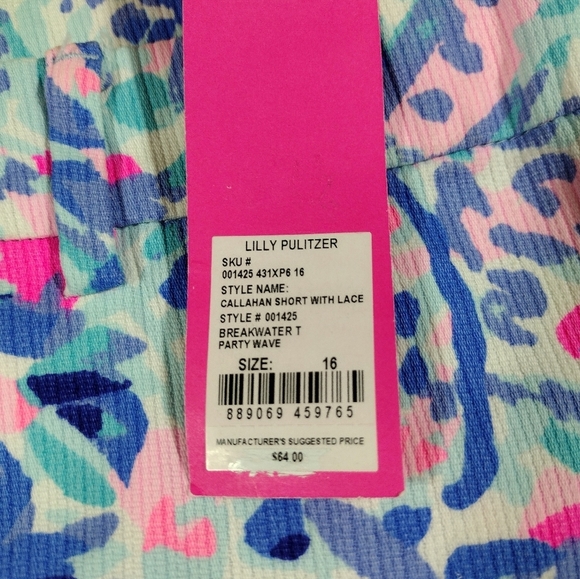 LILLY PULITZER
SKU #
001425 431XP6 16
STYLE NAME:
CALLAHAN SHORT WITH LACE
STYLE # 001425
BREAKWATER T
PARTY WAVE
SIZE: 16
889069 459765
MANUFACTURER'S SUGGESTED PRICE
$64.00